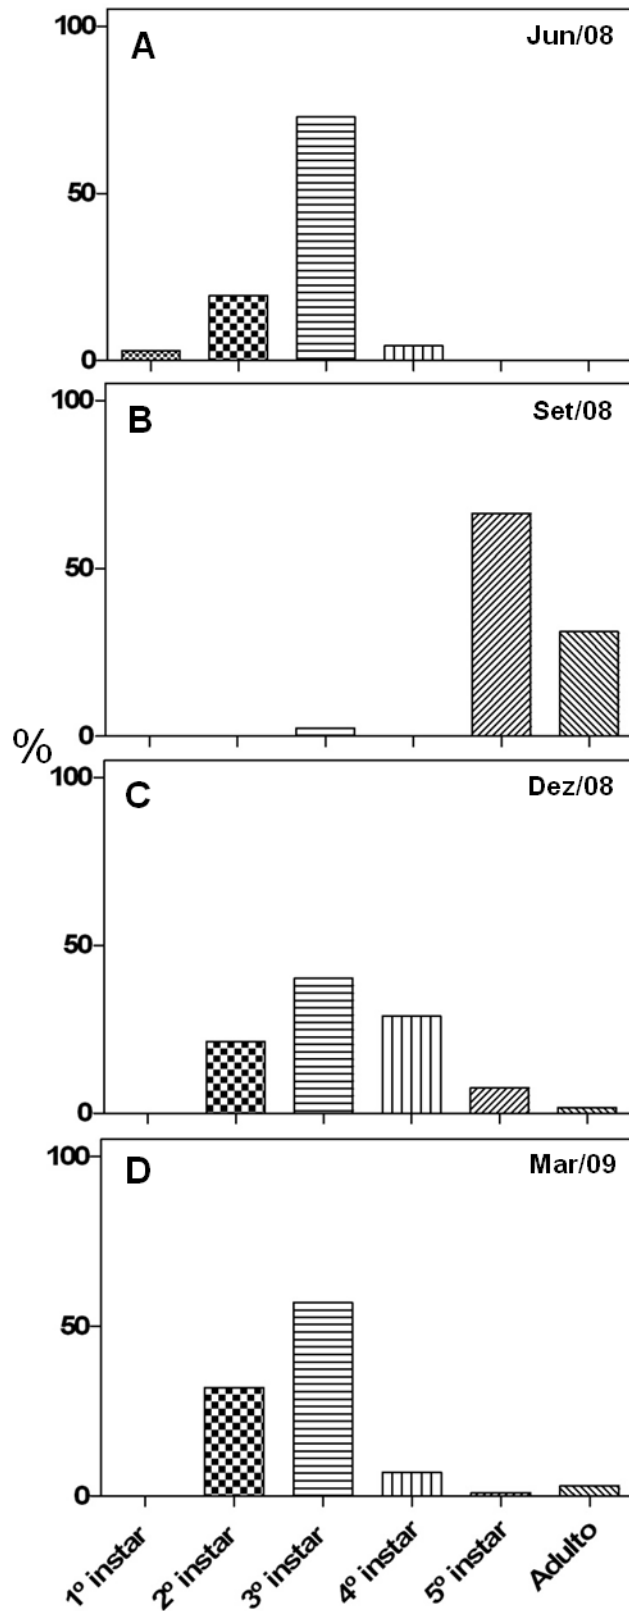 A
Jun/08
100
50
0
B
Set/08
100
50
0
%
C
Dez/08
100
50
0
D
Mar/09
100
50
0
1º instar
2º instar
3º instar
4º instar
5º instar
Adulto